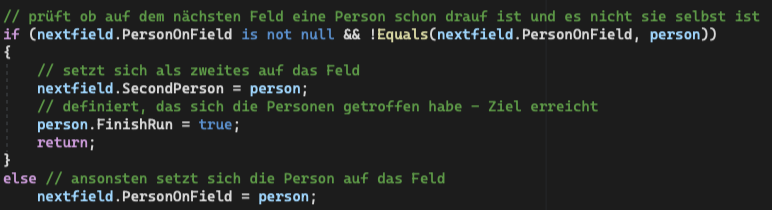 // prüft ob auf dem nächsten Feld eine Person schon drauf ist und es nicht sie selbst ist
if (nextfield.PersonOnField is not null && !Equals(nextfield.PersonOnField, person))
{
    // setzt sich als zweites auf das Feld
    nextfield.SecondPerson = person;
    // definiert, das sich die Personen getroffen habe - Ziel erreicht
    person.FinishRun = true;
    return;
}
else // ansonsten setzt sich die Person auf das Feld
    nextfield.PersonOnField = person;